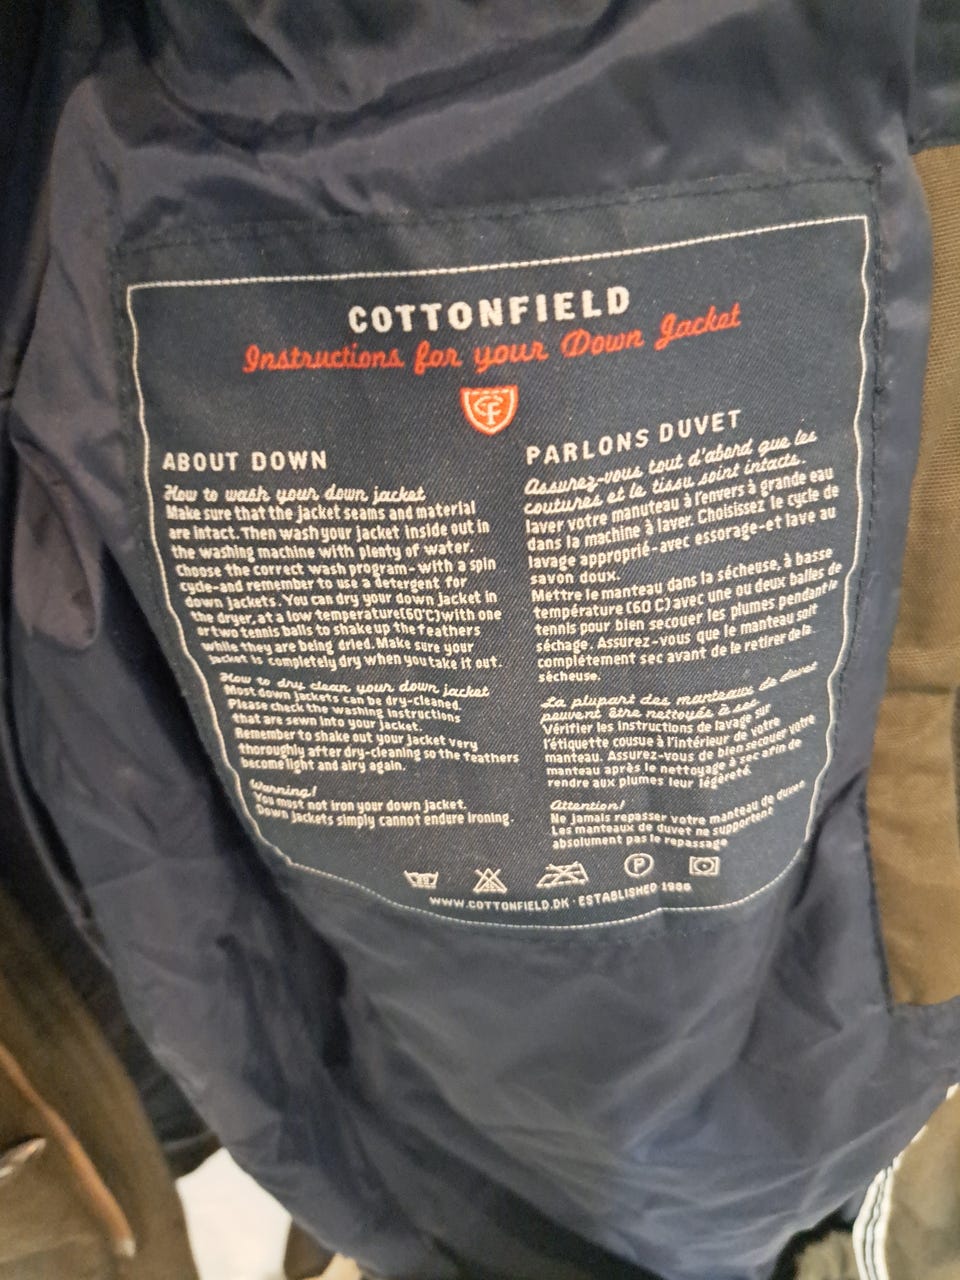 COTTONFIELD
Instructions for your Down Jacket
CF
ABOUT DOWN
How to wash your down jacket
Make sure that the jacket seams and material
are intact. Then wash your jacket inside out in
the washing machine with plenty of water.
Choose the correct wash program-with a spin
cycle-and remember to use a detergent for
down jackets. You can dry your down jacket in
the dryer, at a low temperature(60°C)with one
or two tennis balls to shake up the feathers
while they are being dried. Make sure your
jacket is completely dry when you take it out.
How to dry clean your down jacket
Most down jackets can be dry-cleaned.
Please check the washing instructions
that are sewn into your jacket.
Remember to shake out your jacket very
thoroughly after dry-cleaning so the feathers
become light and airy again.
Warning!
You must not iron your down jacket.
Down jackets simply cannot endure ironing.
PARLONS DUVET
Assurez-vous tout d'abord que les
coutures et le tissu soint intacts.
laver votre manuteau à l'envers à grande eau
dans la machine à laver. Choisissez le cycle de
lavage approprié-avec essorage-et lave au
savon doux.
Mettre le manteau dans la sécheuse, à basse
température (60 C) avec une ou deux balles de
tennis pour bien secouer les plumes pendant le
séchage. Assurez-vous que le manteau soit
complétement sec avant de le retirer de la
sécheuse.
La plupart des manteaux de duvet
peuvent être nettoyés à sec.
Vérifier les instructions de lavage sur
l'étiquette cousue à l'intérieur de votre
manteau. Assurez-vous de bien secouer votre
manteau après le nettoyage à sec afin de
rendre aux plumes leur légéreté.
Attention!
Ne jamais repasser votre manteau de duvet
Les manteaux de duvet ne supportent
absolument pas le repassage
P
WWW.COTTONFIELD.DK · ESTABLISHED 1986